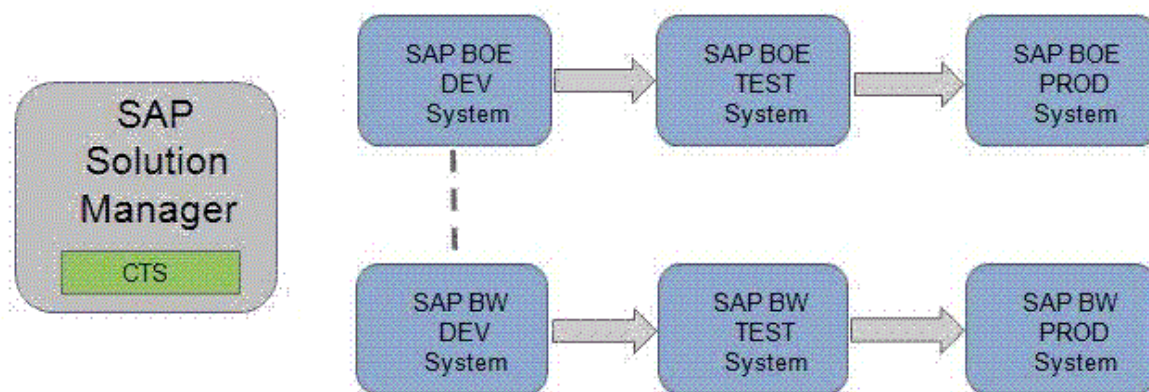 SAP
Solution
Manager
CTS
SAP BOE
DEV
System
SAP BOE
TEST
System
SAP BOE
PROD
System
SAP BW
DEV
System
SAP BW
TEST
System
SAP BW
PROD
System